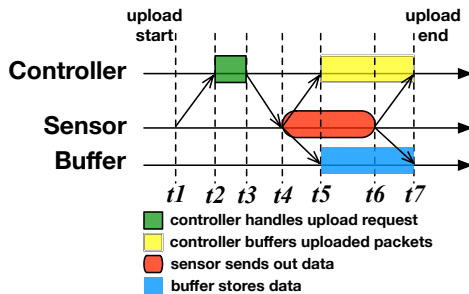 upload start
upload end
Controller
Sensor
Buffer
t1 t2 t3 t4 t5 t6 t7
controller handles upload request
controller buffers uploaded packets
sensor sends out data
buffer stores data